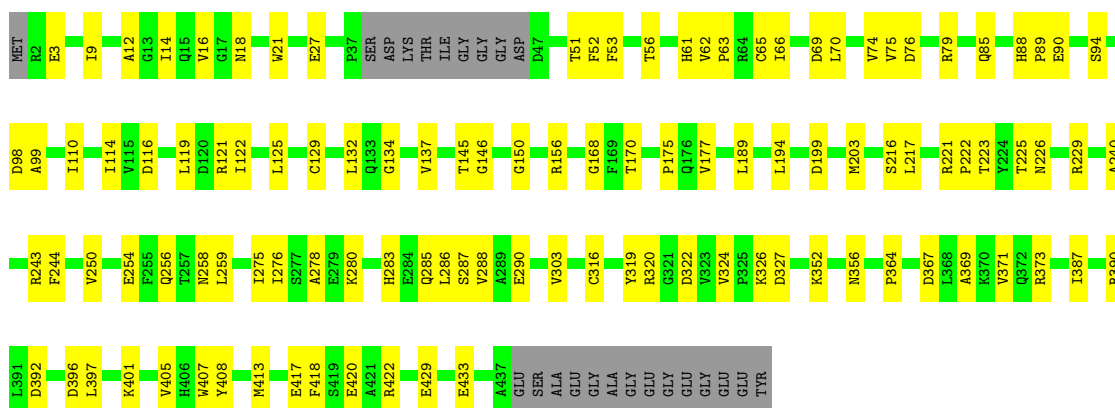 MET R2 E3 I9 A12 G13 I14 Q15 V16 G17 N18 W21 E27 P37 SER ASP LYS THR ILE GLY GLY GLY ASP D47 T51 F52 F53 T56 H61 V62 P63 R64 C65 I66 D69 L70 V74 V75 D76 R79 Q85 H88 P89 E90 S94
D98 A99 I110 I114 V115 D116 L119 D120 R121 I122 L125 C129 L132 Q133 G134 V137 T145 G146 G150 R156 G168 F169 T170 P175 Q176 V177 L189 L194 D199 M203 S216 L217 R221 P222 T223 Y224 T225 N226 R229 A240
R243 F244 V250 E254 F255 Q256 T257 N258 L259 I275 I276 S277 A278 E279 K280 H283 E284 Q285 L286 S287 V288 A289 E290 V303 C316 Y319 R320 G321 D322 V323 V324 P325 K326 D327 K352 N356 P364 D367 L368 A369 K370 V371 Q372 R373 I387 R390
L391 D392 D396 L397 K401 V405 H406 W407 Y408 M413 E417 F418 S419 E420 A421 R422 E429 E433 A437 GLU SER ALA GLU GLY ALA GLY GLU GLY GLU GLY GLU GLU TYR